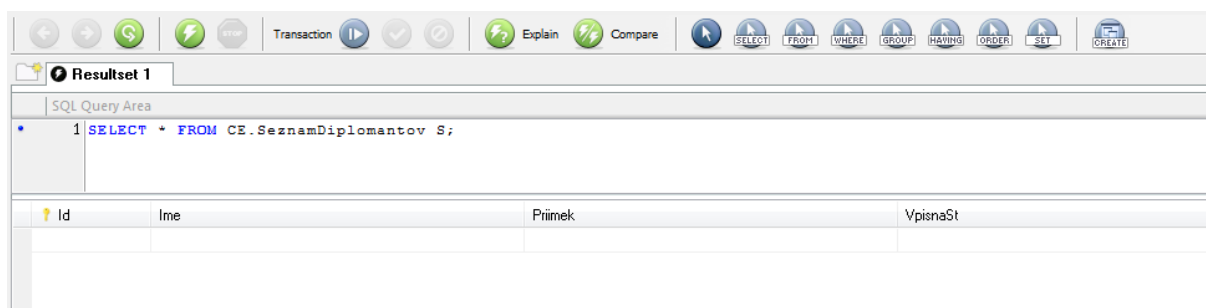 STOP Transaction Explain Compare SELECT FROM WHERE GROUP HAVING ORDER SET CREATE
Resultset 1
SQL Query Area
1 SELECT * FROM CE.SeznamDiplomantov S;
Id Ime Priimek VpisnaSt